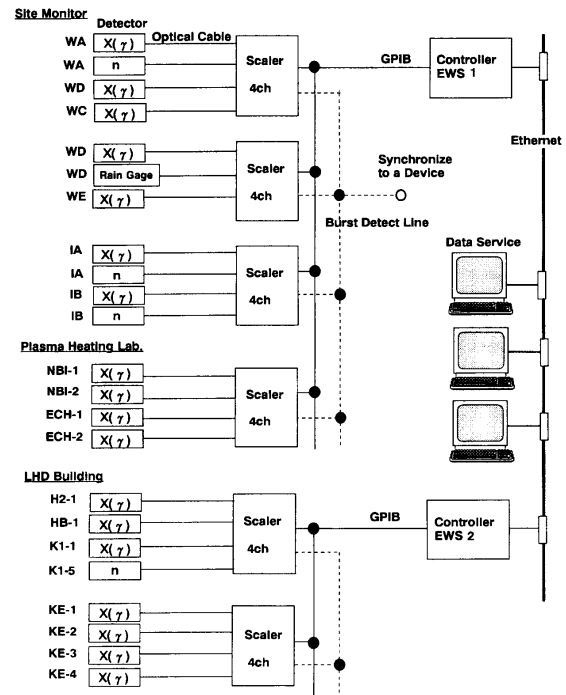 Site Monitor
Detector
WA X(γ) Optical Cable
WA n
WD X(γ)
WC X(γ)
Scaler
4ch
GPIB
Controller
EWS 1
Ethernet
WD X(γ)
WD Rain Gage
WE X(γ)
Scaler
4ch
Synchronize
to a Device
Burst Detect Line
Data Service
IA X(γ)
IA n
IB X(γ)
IB n
Scaler
4ch
Plasma Heating Lab.
NBI-1 X(γ)
NBI-2 X(γ)
ECH-1 X(γ)
ECH-2 X(γ)
Scaler
4ch
LHD Building
H2-1 X(γ)
HB-1 X(γ)
K1-1 X(γ)
K1-5 n
Scaler
4ch
GPIB
Controller
EWS 2
KE-1 X(γ)
KE-2 X(γ)
KE-3 X(γ)
KE-4 X(γ)
Scaler
4ch